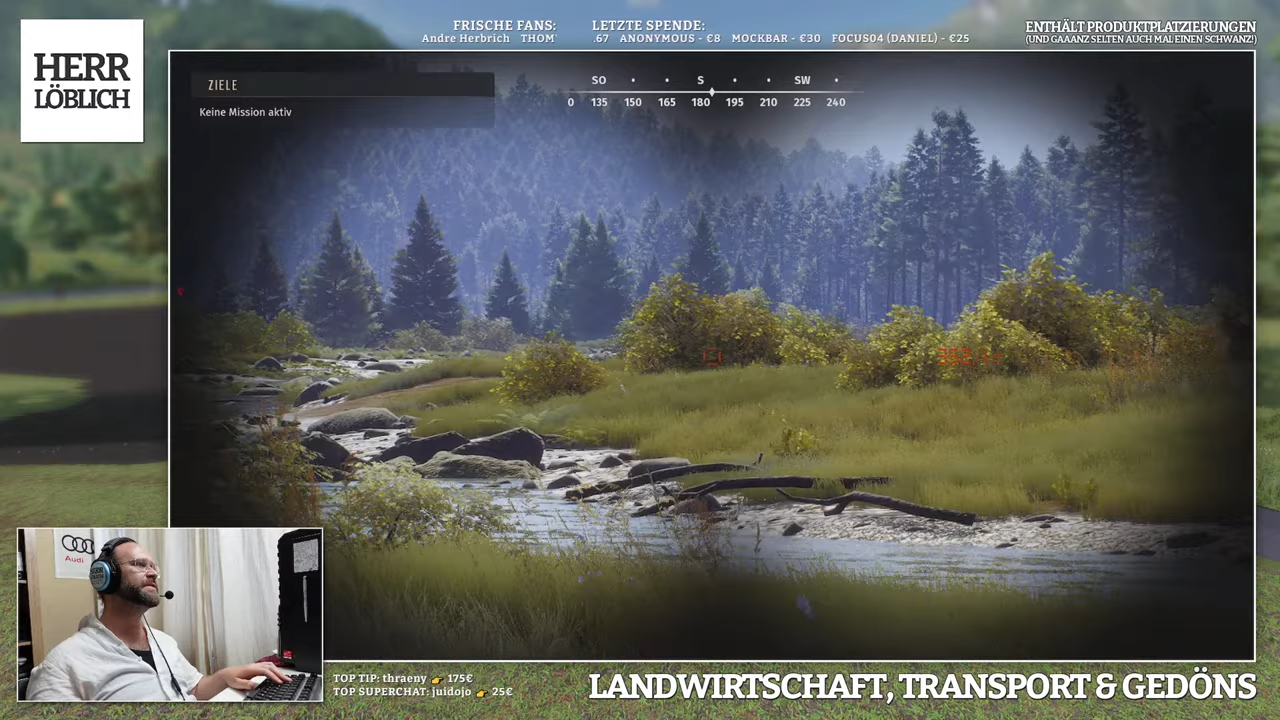 HERR
LÖBLICH
FRISCHE FANS:
Andre Herbrich THOM
LETZTE SPENDE:
.67 ANONYMOUS - €8 MOCKBAR - €30 FOCUS04 (DANIEL) - €25
ENTHÄLT PRODUKTPLATZIERUNGEN
(UND GAAANZ SELTEN AUCH MAL EINEN SCHWANZ!)
ZIELE
Keine Mission aktiv
SO S SW
0 135 150 165 180 195 210 225 240
Audi
TOP TIP: thraeny 👉 175€
TOP SUPERCHAT: juidojo 👉 25€
LANDWIRTSCHAFT, TRANSPORT & GEDÖNS